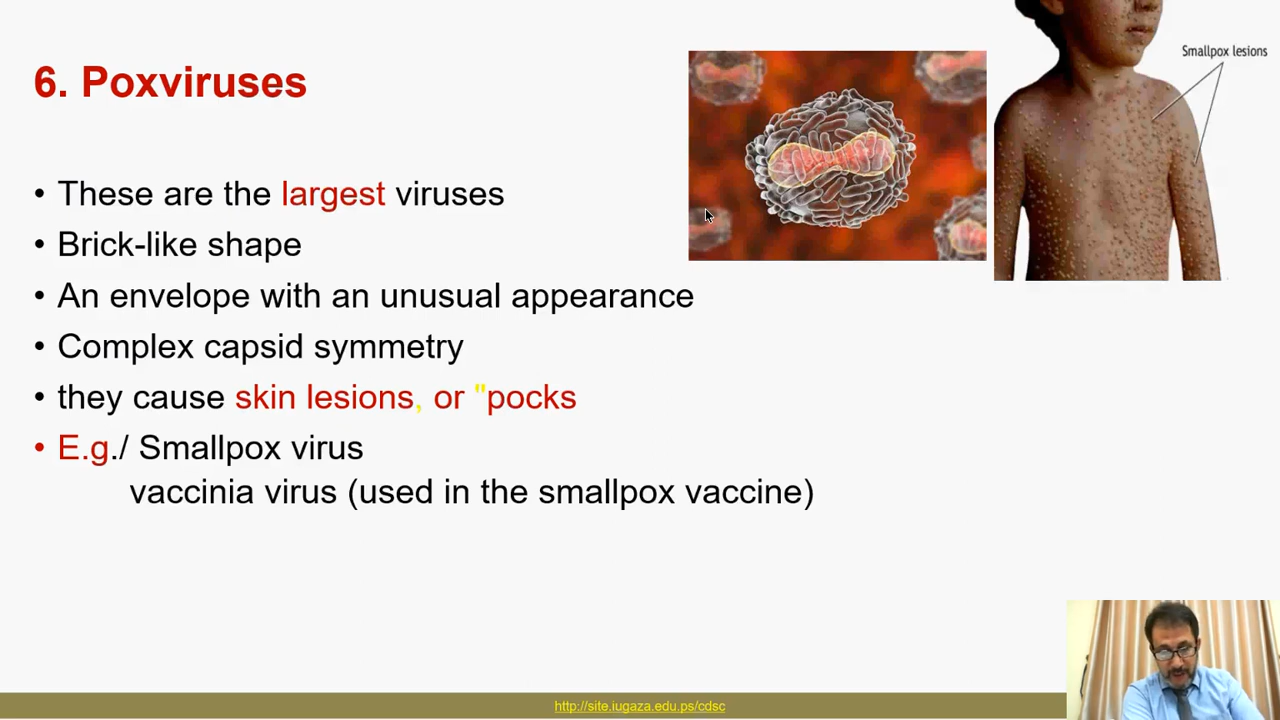 6. Poxviruses
Smallpox lesions
• These are the largest viruses
• Brick-like shape
• An envelope with an unusual appearance
• Complex capsid symmetry
• they cause skin lesions, or "pocks
• E.g./ Smallpox virus
vaccinia virus (used in the smallpox vaccine)
http://site.iugaza.edu.ps/cdsc